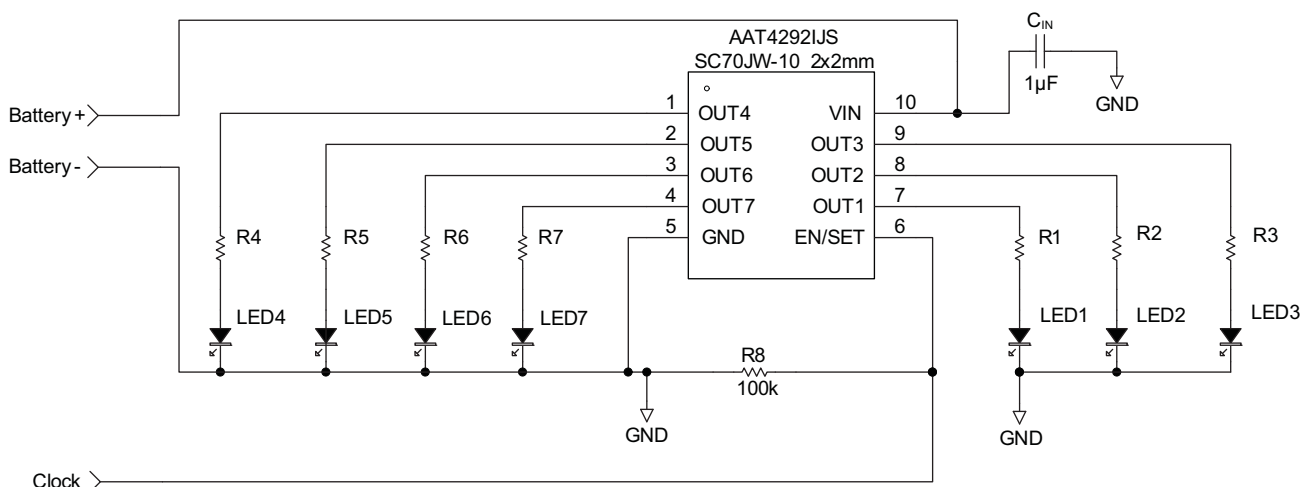 AAT4292IJS
SC70JW-10 2x2mm
C_IN
1µF
GND
Battery +
Battery -
1
2
3
4
5
OUT4
OUT5
OUT6
OUT7
GND
VIN
OUT3
OUT2
OUT1
EN/SET
10
9
8
7
6
R4
R5
R6
R7
R1
R2
R3
LED4
LED5
LED6
LED7
LED1
LED2
LED3
R8
100k
GND
GND
Clock